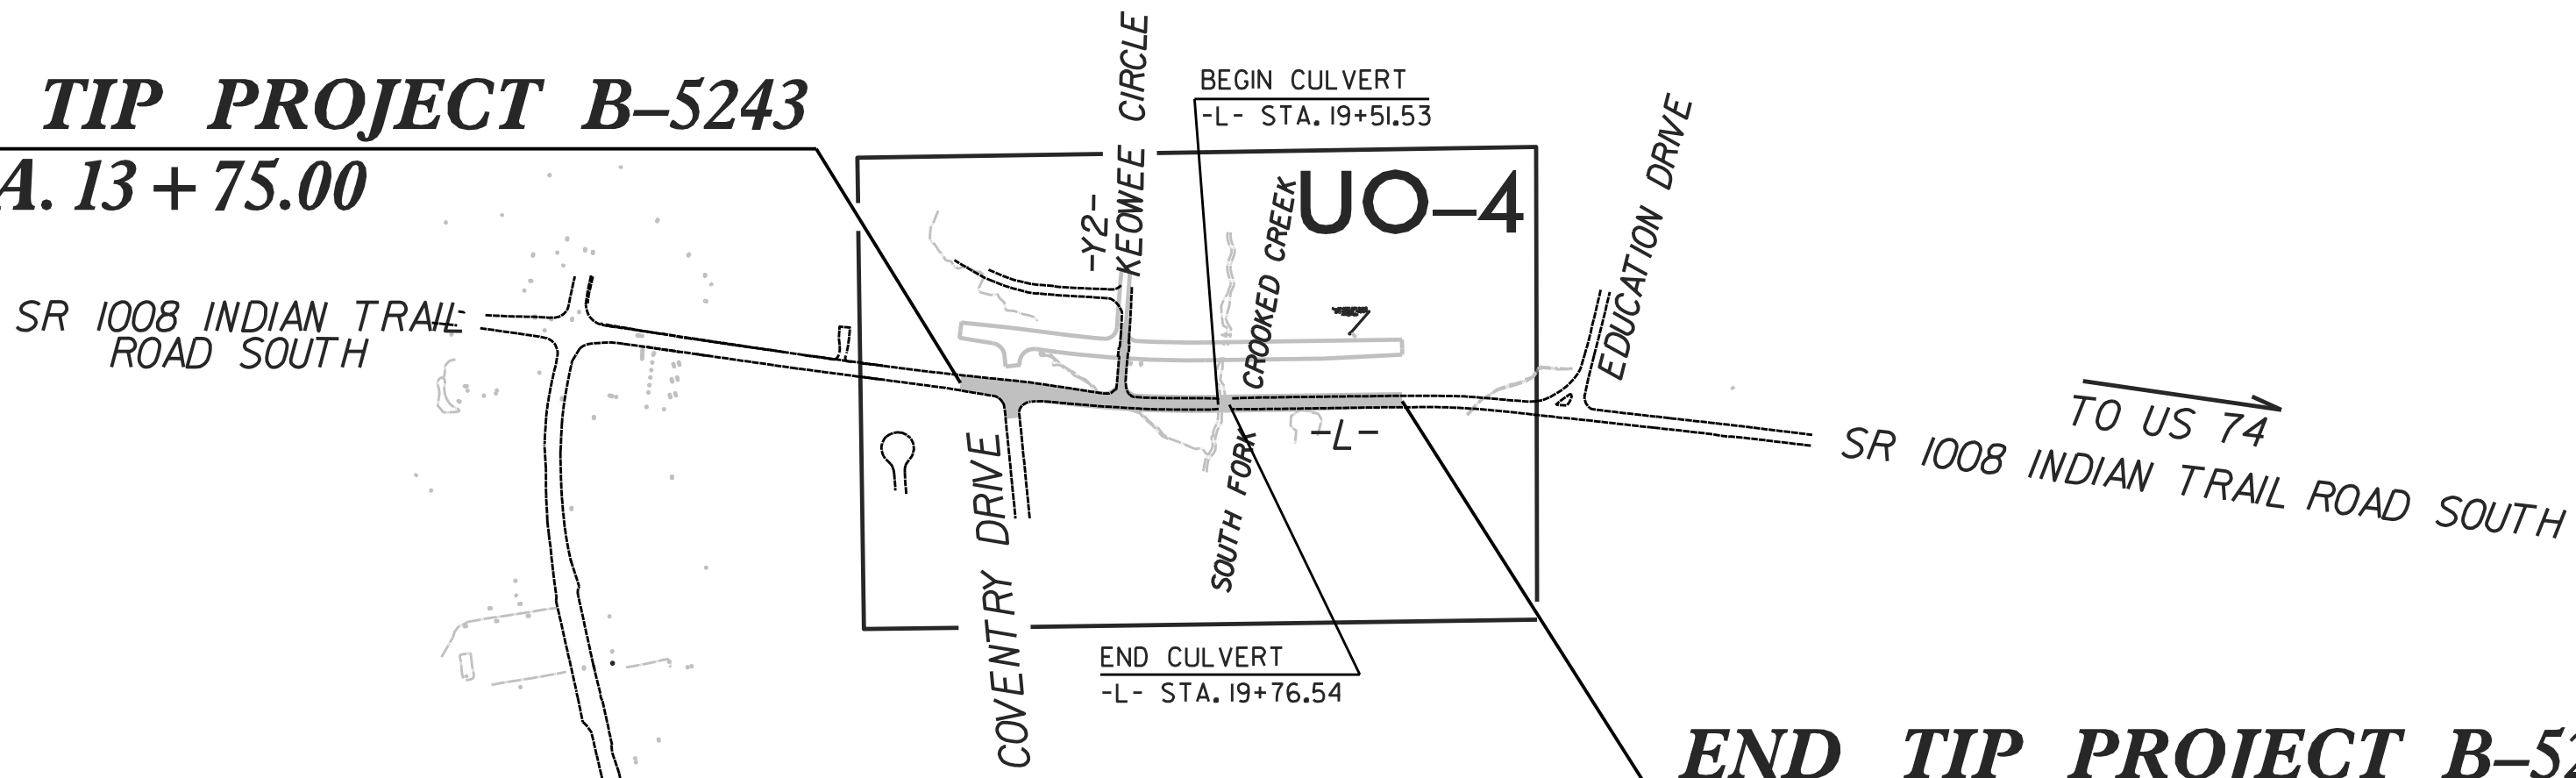 TIP PROJECT B–5243
A. 13+75.00
SR 1008 INDIAN TRAIL
ROAD SOUTH
-Y2-
KEOWEE CIRCLE
BEGIN CULVERT
-L- STA. 19+51.53
UO–4
CROOKED CREEK
SOUTH FORK
-L-
EDUCATION DRIVE
COVENTRY DRIVE
END CULVERT
-L- STA. 19+76.54
TO US 74
SR 1008 INDIAN TRAIL ROAD SOUTH
END TIP PROJECT B–52